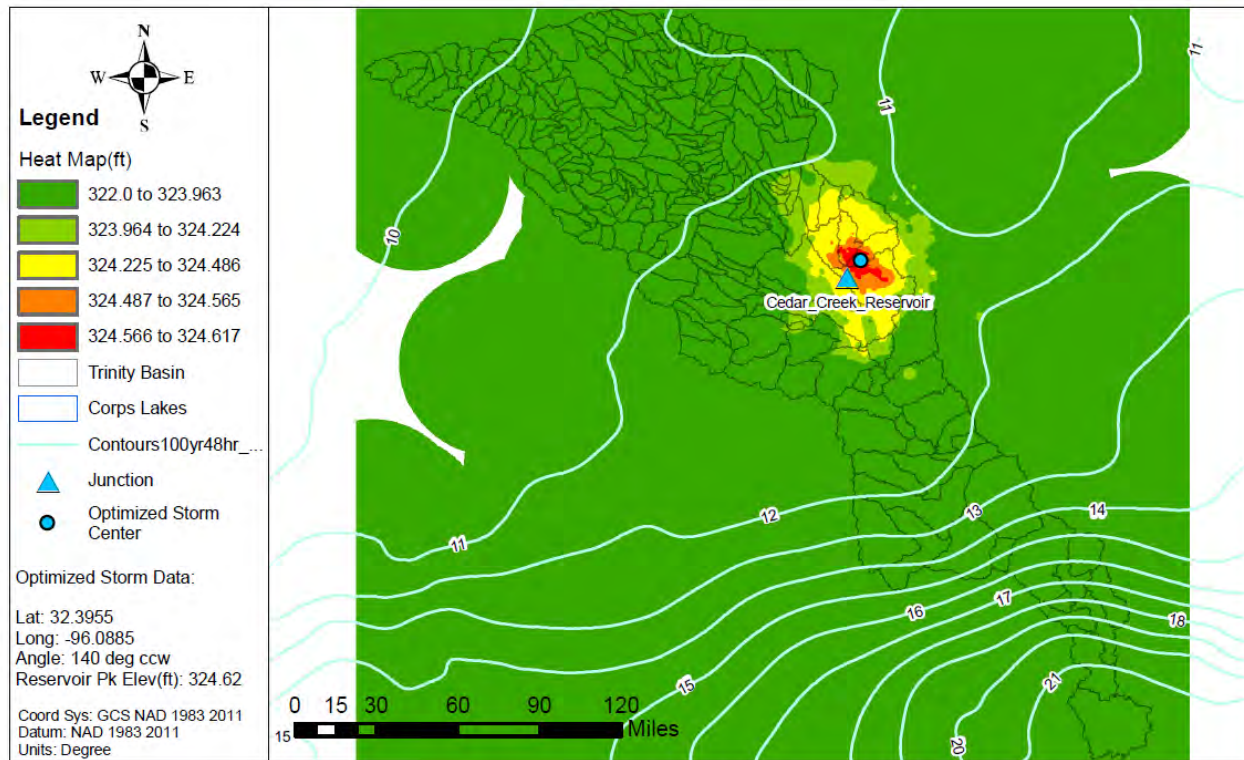 N
W E
S
Legend
Heat Map(ft)
322.0 to 323.963
323.964 to 324.224
324.225 to 324.486
324.487 to 324.565
324.566 to 324.617
Trinity Basin
Corps Lakes
Contours100yr48hr_...
Junction
Optimized Storm
Center
Optimized Storm Data:
Lat: 32.3955
Long: -96.0885
Angle: 140 deg ccw
Reservoir Pk Elev(ft): 324.62
Coord Sys: GCS NAD 1983 2011
Datum: NAD 1983 2011
Units: Degree
11
11
10
Cedar_Creek_Reservoir
12
13
14
11
16
17
18
15
21
20
0 15 30 60 90 120
Miles
15